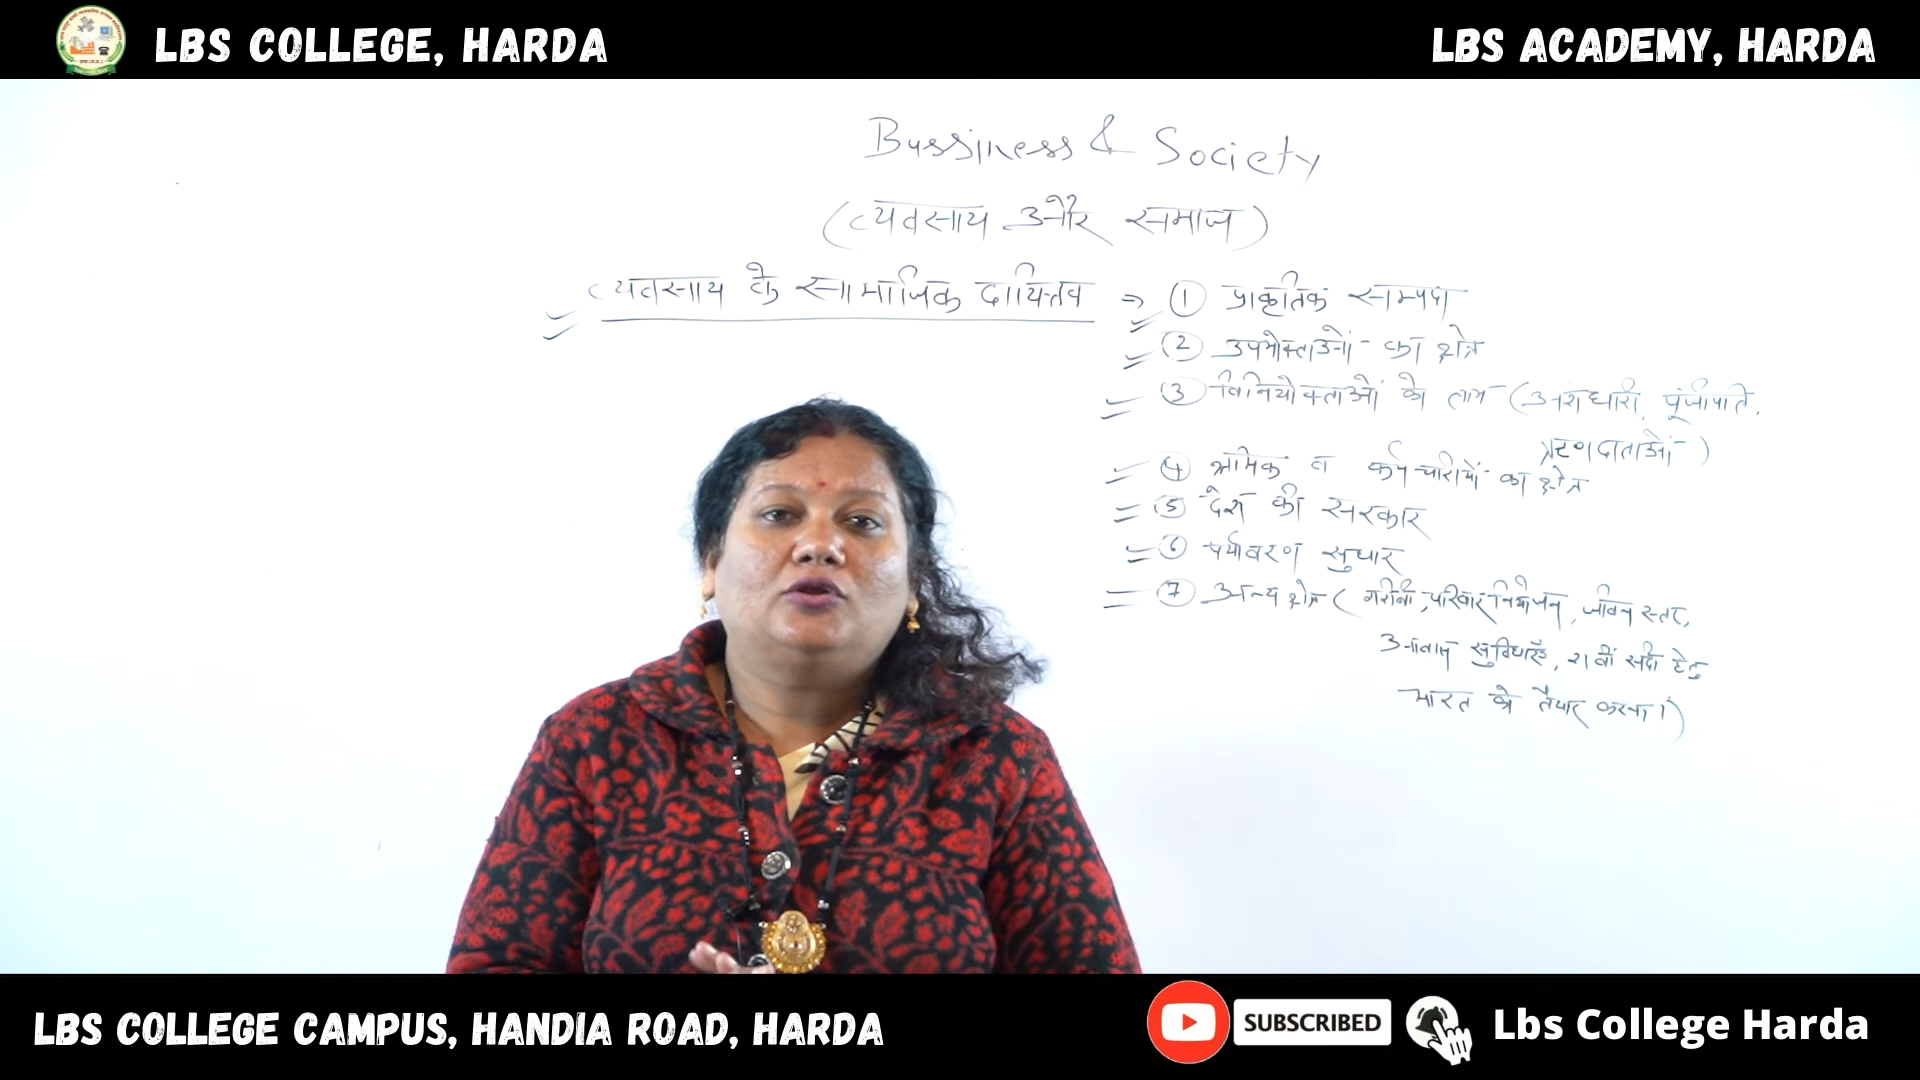 LBS COLLEGE, HARDA
LBS ACADEMY, HARDA
Bussiness & Society
(व्यवसाय और समाज)
व्यवसाय के सामाजिक दायित्व ⇒ ① प्राकृतिक सम्पदा
② उपभोक्ताओं का क्षेत्र
③ विनियोक्ताओं को लाभ (अंशधारी, पूंजीपति,
ऋणदाताओं)
④ श्रमिक व कर्मचारियों का क्षेत्र
⑤ देश की सरकार
⑥ पर्यावरण सुधार
⑦ अन्य क्षेत्र (गरीबी, परिवार नियोजन, जीवन स्तर,
आवास सुविधाएँ, 21 वीं सदी हेतु
भारत को तैयार करना।)
LBS COLLEGE CAMPUS, HANDIA ROAD, HARDA
SUBSCRIBED
Lbs College Harda